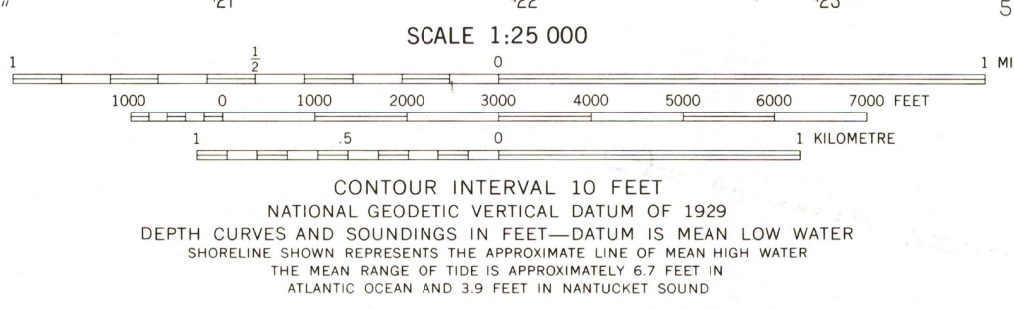 '21 '22 '23 5
SCALE 1:25 000
1 1/2 0 1 MI
1000 0 1000 2000 3000 4000 5000 6000 7000 FEET
1 .5 0 1 KILOMETRE
CONTOUR INTERVAL 10 FEET
NATIONAL GEODETIC VERTICAL DATUM OF 1929
DEPTH CURVES AND SOUNDINGS IN FEET—DATUM IS MEAN LOW WATER
SHORELINE SHOWN REPRESENTS THE APPROXIMATE LINE OF MEAN HIGH WATER
THE MEAN RANGE OF TIDE IS APPROXIMATELY 6.7 FEET IN
ATLANTIC OCEAN AND 3.9 FEET IN NANTUCKET SOUND